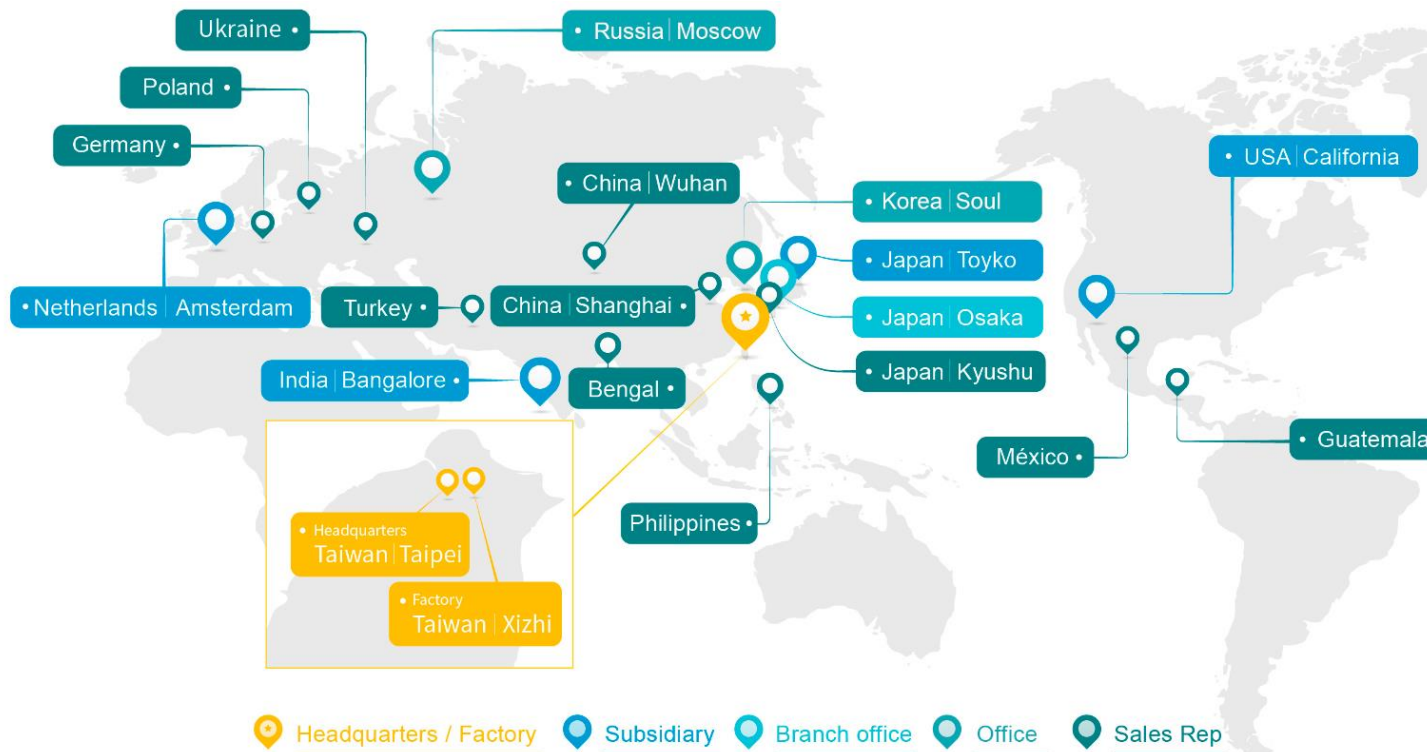 Ukraine
Russia | Moscow
Poland
Germany
China | Wuhan
USA | California
Korea | Soul
Japan | Toyko
Netherlands | Amsterdam
Turkey
China | Shanghai
Japan | Osaka
India | Bangalore
Bengal
Japan | Kyushu
México
Guatemala
Philippines
Headquarters
Taiwan | Taipei
Factory
Taiwan | Xizhi
Headquarters / Factory
Subsidiary
Branch office
Office
Sales Rep